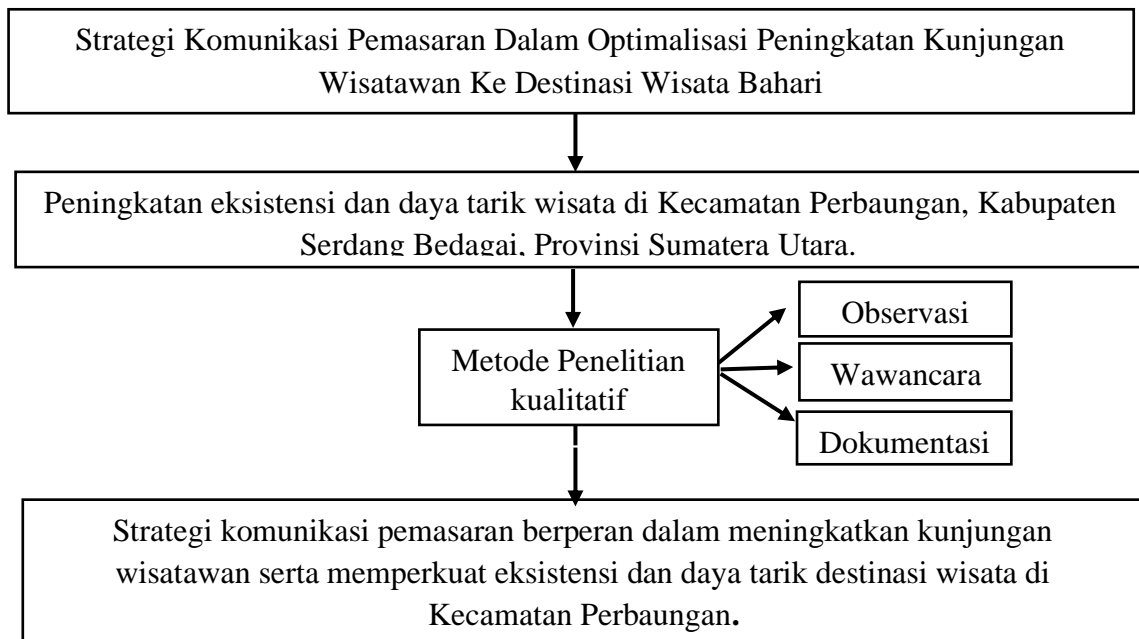 Strategi Komunikasi Pemasaran Dalam Optimalisasi Peningkatan Kunjungan
Wisatawan Ke Destinasi Wisata Bahari
Peningkatan eksistensi dan daya tarik wisata di Kecamatan Perbaungan, Kabupaten
Serdang Bedagai, Provinsi Sumatera Utara.
Metode Penelitian
kualitatif
Observasi
Wawancara
Dokumentasi
Strategi komunikasi pemasaran berperan dalam meningkatkan kunjungan
wisatawan serta memperkuat eksistensi dan daya tarik destinasi wisata di
Kecamatan Perbaungan.